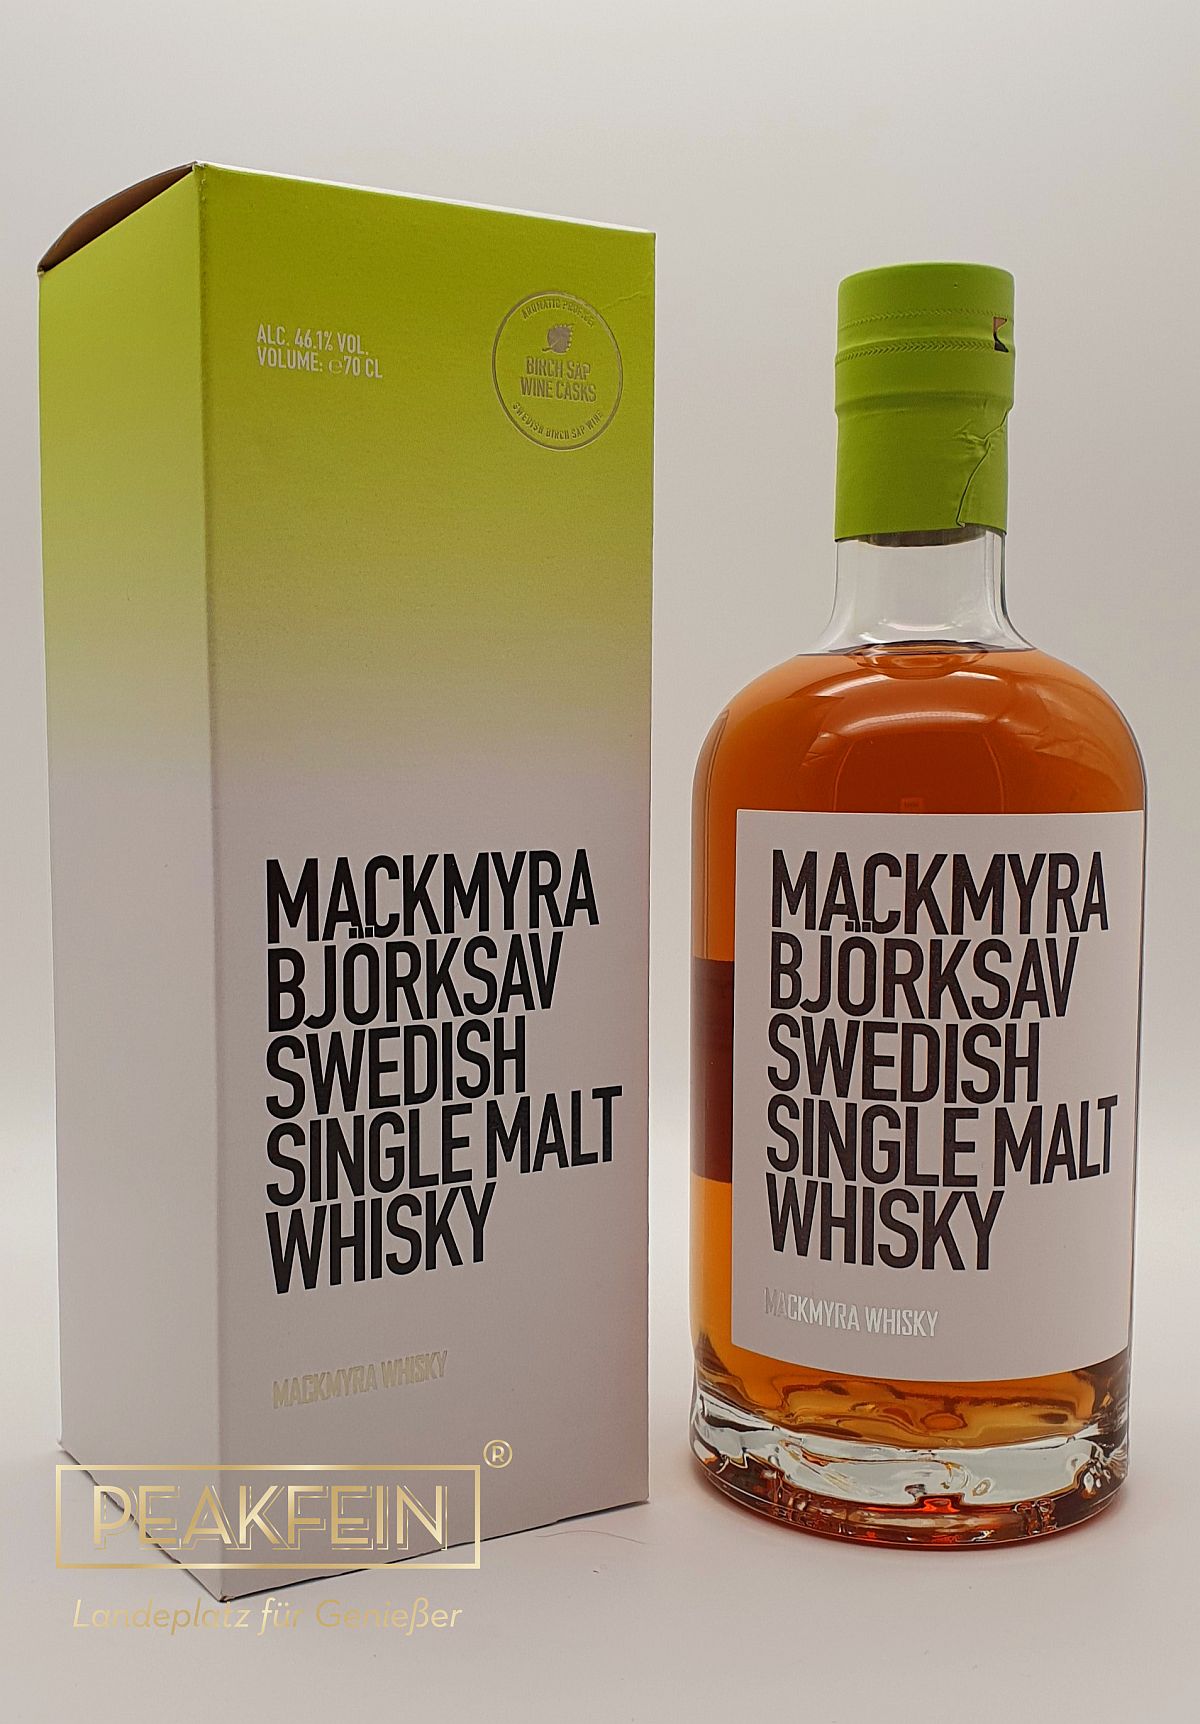 ALC. 46.1% VOL.
VOLUME: ℮70 CL
AROMATIC PROFILE:
BIRCH SAP
WINE CASKS
SWEDISH BIRCH SAP WINE
MACKMYRA
BJÖRKSAV
SWEDISH
SINGLE MALT
WHISKY
MACKMYRA WHISKY
MACKMYRA
BJÖRKSAV
SWEDISH
SINGLE MALT
WHISKY
MACKMYRA WHISKY
PEAKFEIN®
Landeplatz für Genießer